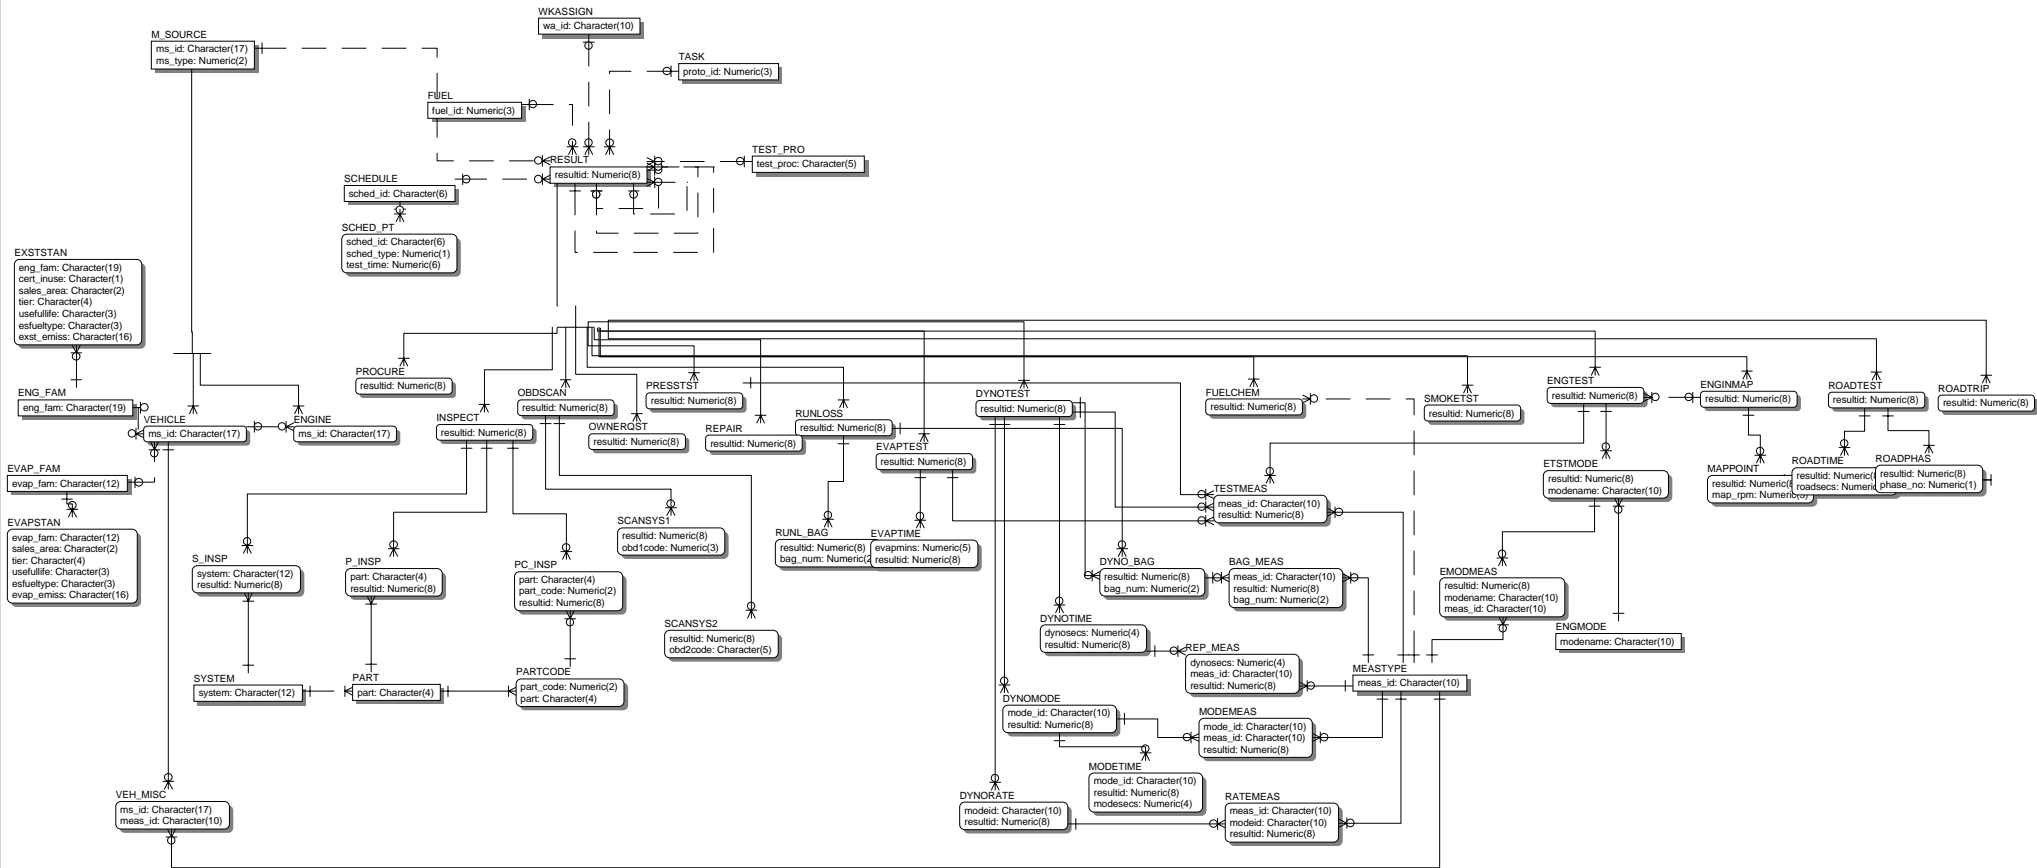 WKASSIGN
wa_id: Character(10)
M_SOURCE
ms_id: Character(17)
ms_type: Numeric(2)
TASK
proto_id: Numeric(3)
FUEL
fuel_id: Numeric(3)
RESULT
resultid: Numeric(8)
TEST_PRO
test_proc: Character(5)
SCHEDULE
sched_id: Character(6)
SCHED_PT
sched_id: Character(6)
sched_type: Numeric(1)
test_time: Numeric(6)
EXSTSTAN
eng_fam: Character(19)
cert_inuse: Character(1)
sales_area: Character(2)
tier: Character(4)
usefullife: Character(3)
esfueltype: Character(3)
exst_emiss: Character(16)
ENG_FAM
eng_fam: Character(19)
VEHICLE
ms_id: Character(17)
ENGINE
ms_id: Character(17)
EVAP_FAM
evap_fam: Character(12)
EVAPSTAN
evap_fam: Character(12)
sales_area: Character(2)
tier: Character(4)
usefullife: Character(3)
esfueltype: Character(3)
evap_emiss: Character(16)
PROCURE
resultid: Numeric(8)
INSPECT
resultid: Numeric(8)
OBDSCAN
resultid: Numeric(8)
OWNERQST
resultid: Numeric(8)
PRESSTST
resultid: Numeric(8)
REPAIR
resultid: Numeric(8)
RUNLOSS
resultid: Numeric(8)
EVAPTEST
resultid: Numeric(8)
DYNOTEST
resultid: Numeric(8)
FUELCHEM
resultid: Numeric(8)
SMOKETST
resultid: Numeric(8)
ENGTEST
resultid: Numeric(8)
ENGINMAP
resultid: Numeric(8)
ROADTEST
resultid: Numeric(8)
ROADTRIP
resultid: Numeric(8)
ETSTMODE
resultid: Numeric(8)
modename: Character(10)
MAPPOINT
resultid: Numeric(8)
map_rpm: Numeric(5)
ROADTIME
resultid: Numeric(8)
roadsecs: Numeric(
ROADPHAS
resultid: Numeric(8)
phase_no: Numeric(1)
TESTMEAS
meas_id: Character(10)
resultid: Numeric(8)
S_INSP
system: Character(12)
resultid: Numeric(8)
P_INSP
part: Character(4)
resultid: Numeric(8)
PC_INSP
part: Character(4)
part_code: Numeric(2)
resultid: Numeric(8)
SCANSYS1
resultid: Numeric(8)
obd1code: Numeric(3)
SCANSYS2
resultid: Numeric(8)
obd2code: Character(5)
RUNL_BAG
resultid: Numeric(8)
bag_num: Numeric(2
EVAPTIME
evapmins: Numeric(5)
resultid: Numeric(8)
DYNO_BAG
resultid: Numeric(8)
bag_num: Numeric(2)
BAG_MEAS
meas_id: Character(10)
resultid: Numeric(8)
bag_num: Numeric(2)
EMODMEAS
resultid: Numeric(8)
modename: Character(10)
meas_id: Character(10)
ENGMODE
modename: Character(10)
DYNOTIME
dynosecs: Numeric(4)
resultid: Numeric(8)
REP_MEAS
dynosecs: Numeric(4)
meas_id: Character(10)
resultid: Numeric(8)
MEASTYPE
meas_id: Character(10)
SYSTEM
system: Character(12)
PART
part: Character(4)
PARTCODE
part_code: Numeric(2)
part: Character(4)
DYNOMODE
mode_id: Character(10)
resultid: Numeric(8)
MODEMEAS
mode_id: Character(10)
meas_id: Character(10)
resultid: Numeric(8)
MODETIME
mode_id: Character(10)
resultid: Numeric(8)
modesecs: Numeric(4)
VEH_MISC
ms_id: Character(17)
meas_id: Character(10)
DYNORATE
modeid: Character(10)
resultid: Numeric(8)
RATEMEAS
meas_id: Character(10)
modeid: Character(10)
resultid: Numeric(8)